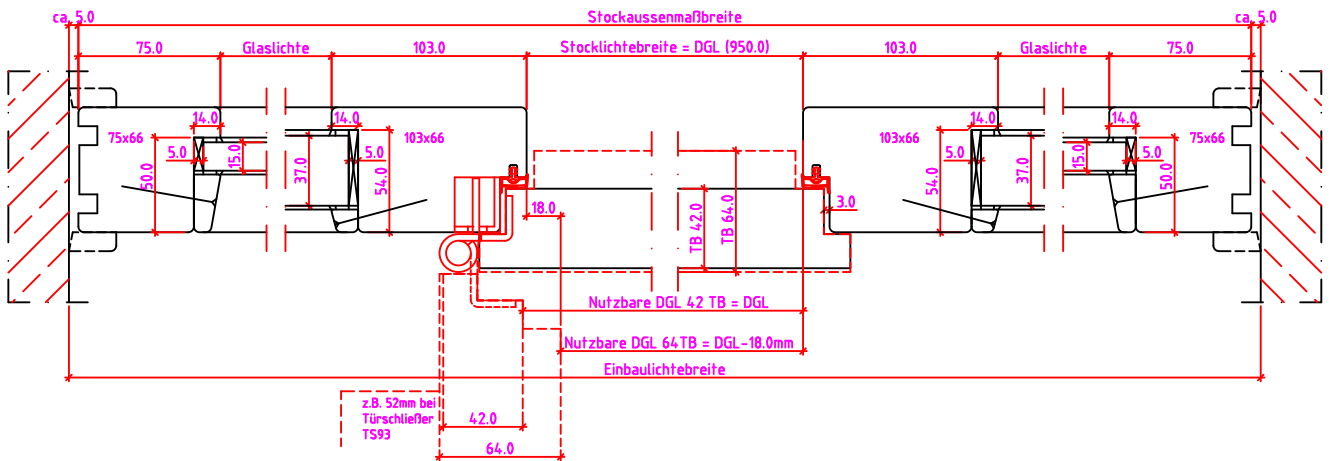 ca. 5.0
Stockaussenmaßbreite
ca. 5.0
75.0
Glaslichte
103.0
Stocklichtebreite = DGL (950.0)
103.0
Glaslichte
75.0
14.0
14.0
14.0
14.0
75x66
103x66
103x66
75x66
5.0
15.0
5.0
5.0
15.0
5.0
50.0
37.0
54.0
54.0
37.0
50.0
18.0
3.0
TB 42.0
TB 64.0
Nutzbare DGL 42 TB = DGL
Nutzbare DGL 64TB = DGL-18.0mm
Einbaulichtebreite
z.B. 52mm bei
Türschließer
TS93
42.0
64.0